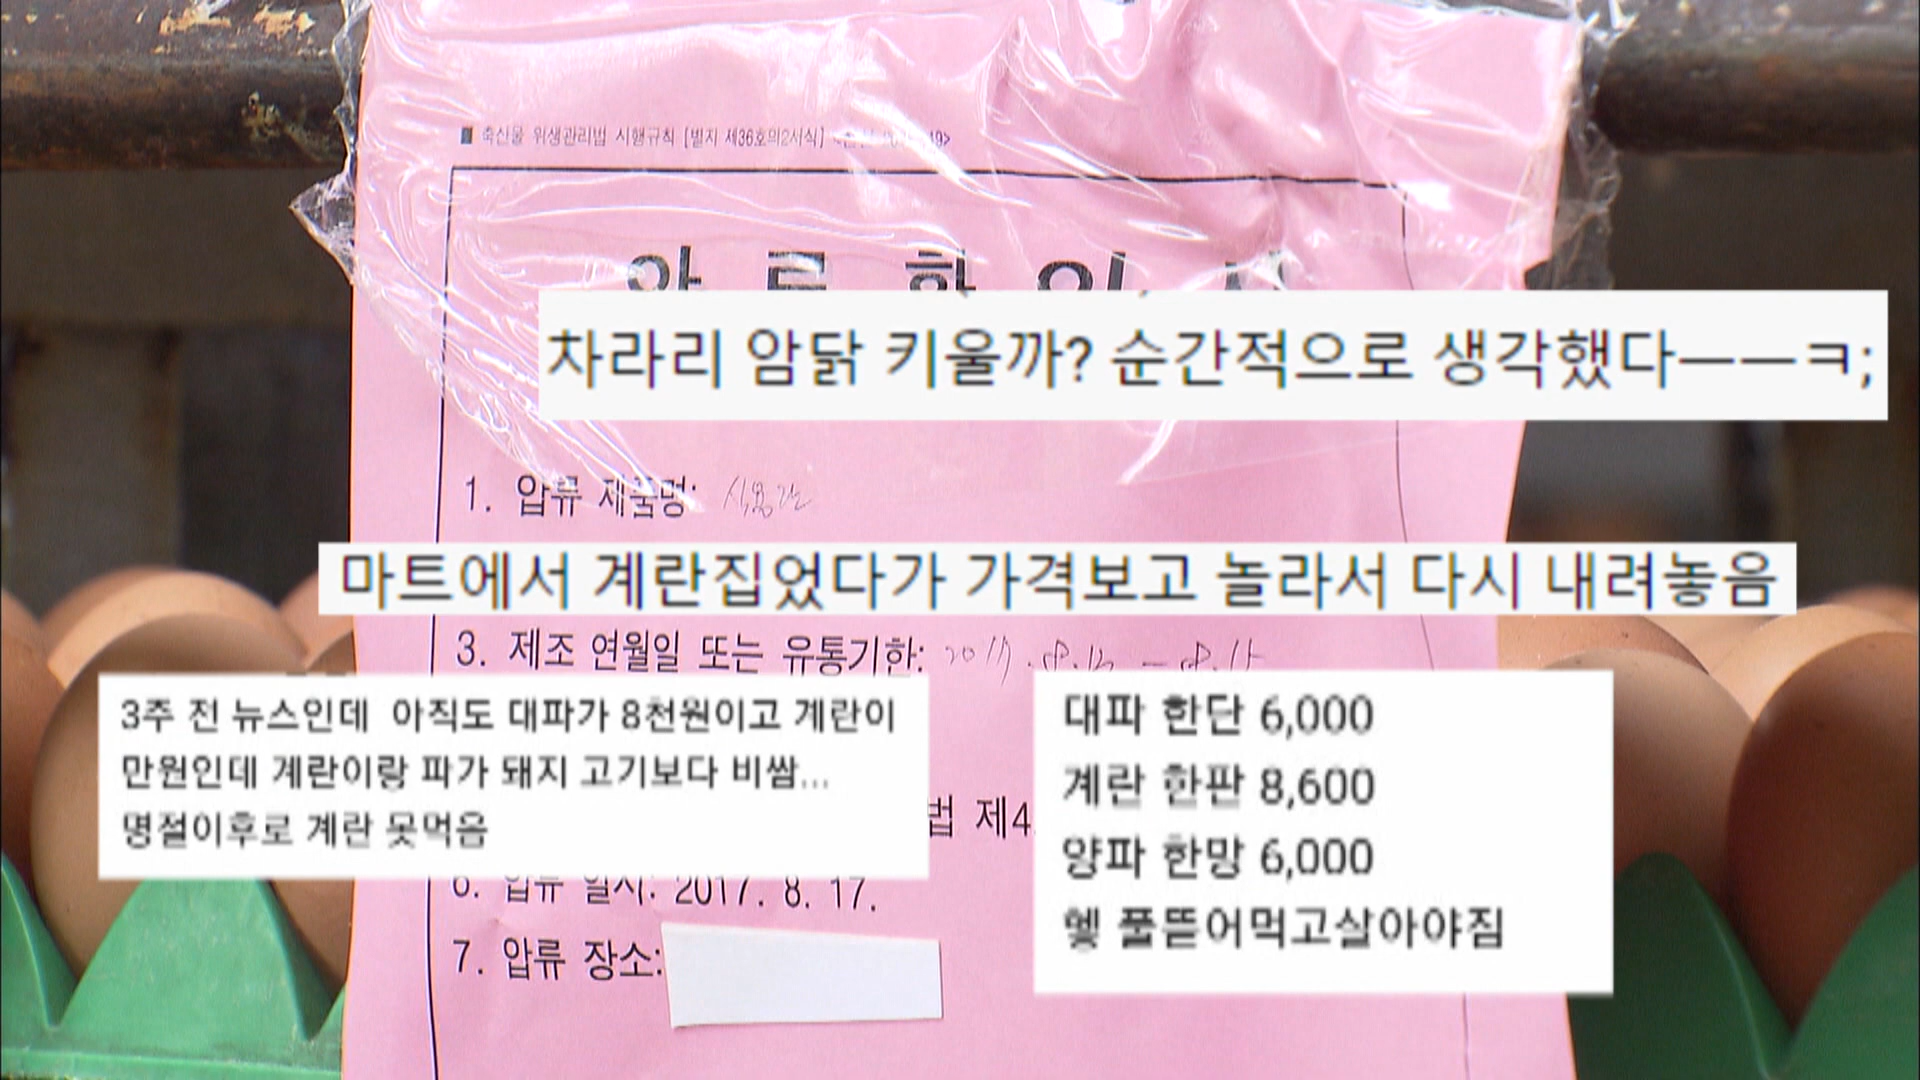 축산물 위생관리법 시행규칙 [별지 제36호의2서식]
차라리 암닭 키울까? 순간적으로 생각했다ㅡㅡㅋ;
1. 압류 제품명: 식용란
마트에서 계란집었다가 가격보고 놀라서 다시 내려놓음
3. 제조 연월일 또는 유통기한:
3주 전 뉴스인데 아직도 대파가 8천원이고 계란이
만원인데 계란이랑 파가 돼지 고기보다 비쌈...
명절이후로 계란 못먹음
대파 한단 6,000
계란 한판 8,600
양파 한망 6,000
헿 풀뜯어먹고살아야짐
법 제4
6. 압류 일시: 2017. 8. 17.
7. 압류 장소: